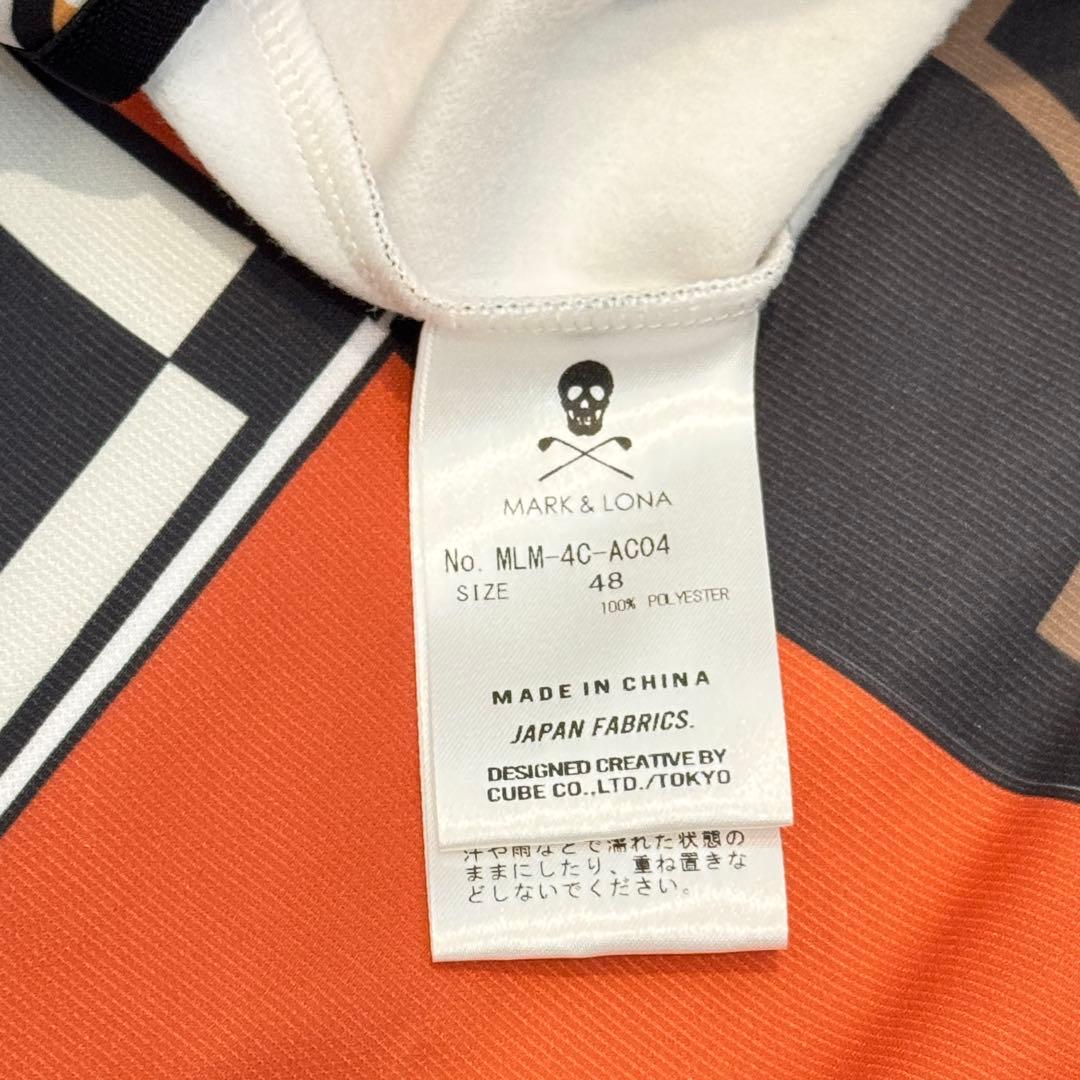 MARK & LONA
No. MLM-4C-AC04
SIZE 48
100% POLYESTER
MADE IN CHINA
JAPAN FABRICS.
DESIGNED CREATIVE BY
CUBE CO.,LTD./TOKYO
汗や雨などで濡れた状態の
ままにしたり、重ね置きな
どしないでください。